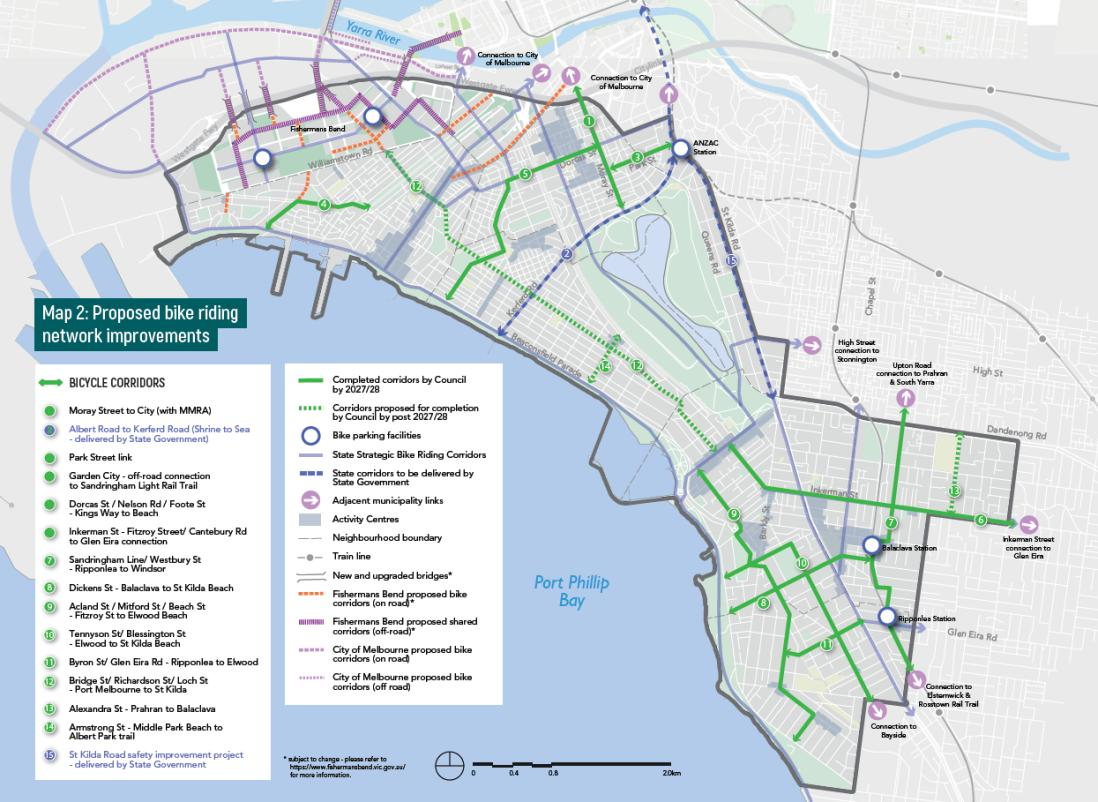 Yarra River
Connection to City
of Melbourne
Connection to City
of Melbourne
Citylink
Westgate Fwy
Westgate Fwy
Fishermans Bend
Williamstown Rd
ANZAC
Station
1
3
Park St
Dorcas St
Moray St
5
12
4
2
St Kilda Rd
Queens Rd
15
Kerferd Rd
Beaconsfield Parade
14
12
Chapel St
High Street
connection to
Stonnington
Upton Road
connection to Prahran
& South Yarra
High St
Dandenong Rd
Inkerman St
13
6
7
9
Barkly St
Inkerman Street
connection to
Glen Eira
Balaclava Station
10
8
Ripponlea Station
Glen Eira Rd
11
Connection to
Elsternwick &
Rosstown Rail Trail
Connection to
Bayside
Port Phillip
Bay
Map 2: Proposed bike riding
network improvements
BICYCLE CORRIDORS
Moray Street to City (with MMRA)
Albert Road to Kerferd Road (Shrine to Sea
- delivered by State Government)
Park Street link
Garden City - off-road connection
to Sandringham Light Rail Trail
Dorcas St / Nelson Rd / Foote St
- Kings Way to Beach
Inkerman St - Fitzroy Street/ Cantebury Rd
to Glen Eira connection
7 Sandringham Line/ Westbury St
- Ripponlea to Windsor
8 Dickens St - Balaclava to St Kilda Beach
9 Acland St / Mitford St / Beach St
- Fitzroy St to Elwood Beach
10 Tennyson St/ Blessington St
- Elwood to St Kilda Beach
11 Byron St/ Glen Eira Rd - Ripponlea to Elwood
12 Bridge St/ Richardson St/ Loch St
- Port Melbourne to St Kilda
13 Alexandra St - Prahran to Balaclava
14 Armstrong St - Middle Park Beach to
Albert Park trail
15 St Kilda Road safety improvement project
- delivered by State Government
Completed corridors by Council
by 2027/28
Corridors proposed for completion
by Council by post 2027/28
Bike parking facilities
State Strategic Bike Riding Corridors
State corridors to be delivered by
State Government
Adjacent municipality links
Activity Centres
Neighbourhood boundary
Train line
New and upgraded bridges*
Fishermans Bend proposed bike
corridors (on road)*
Fishermans Bend proposed shared
corridors (off-road)*
City of Melbourne proposed bike
corridors (on road)
City of Melbourne proposed bike
corridors (off road)
* subject to change - please refer to
https://www.fishermansbend.vic.gov.au/
for more information.
0 0.4 0.8 2.0km